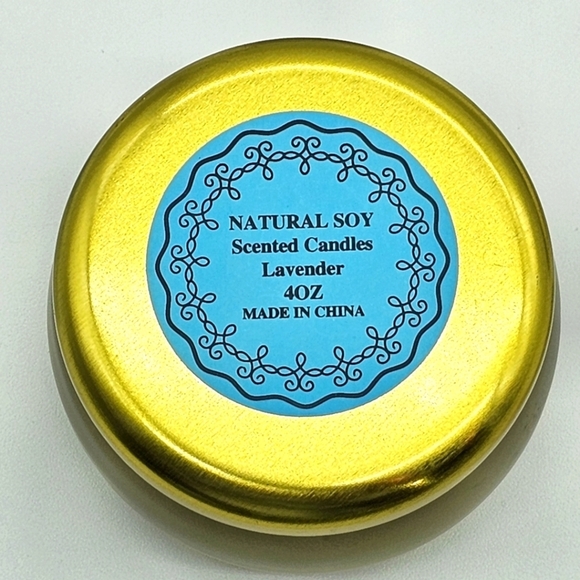 NATURAL SOY
Scented Candles
Lavender
4OZ
MADE IN CHINA